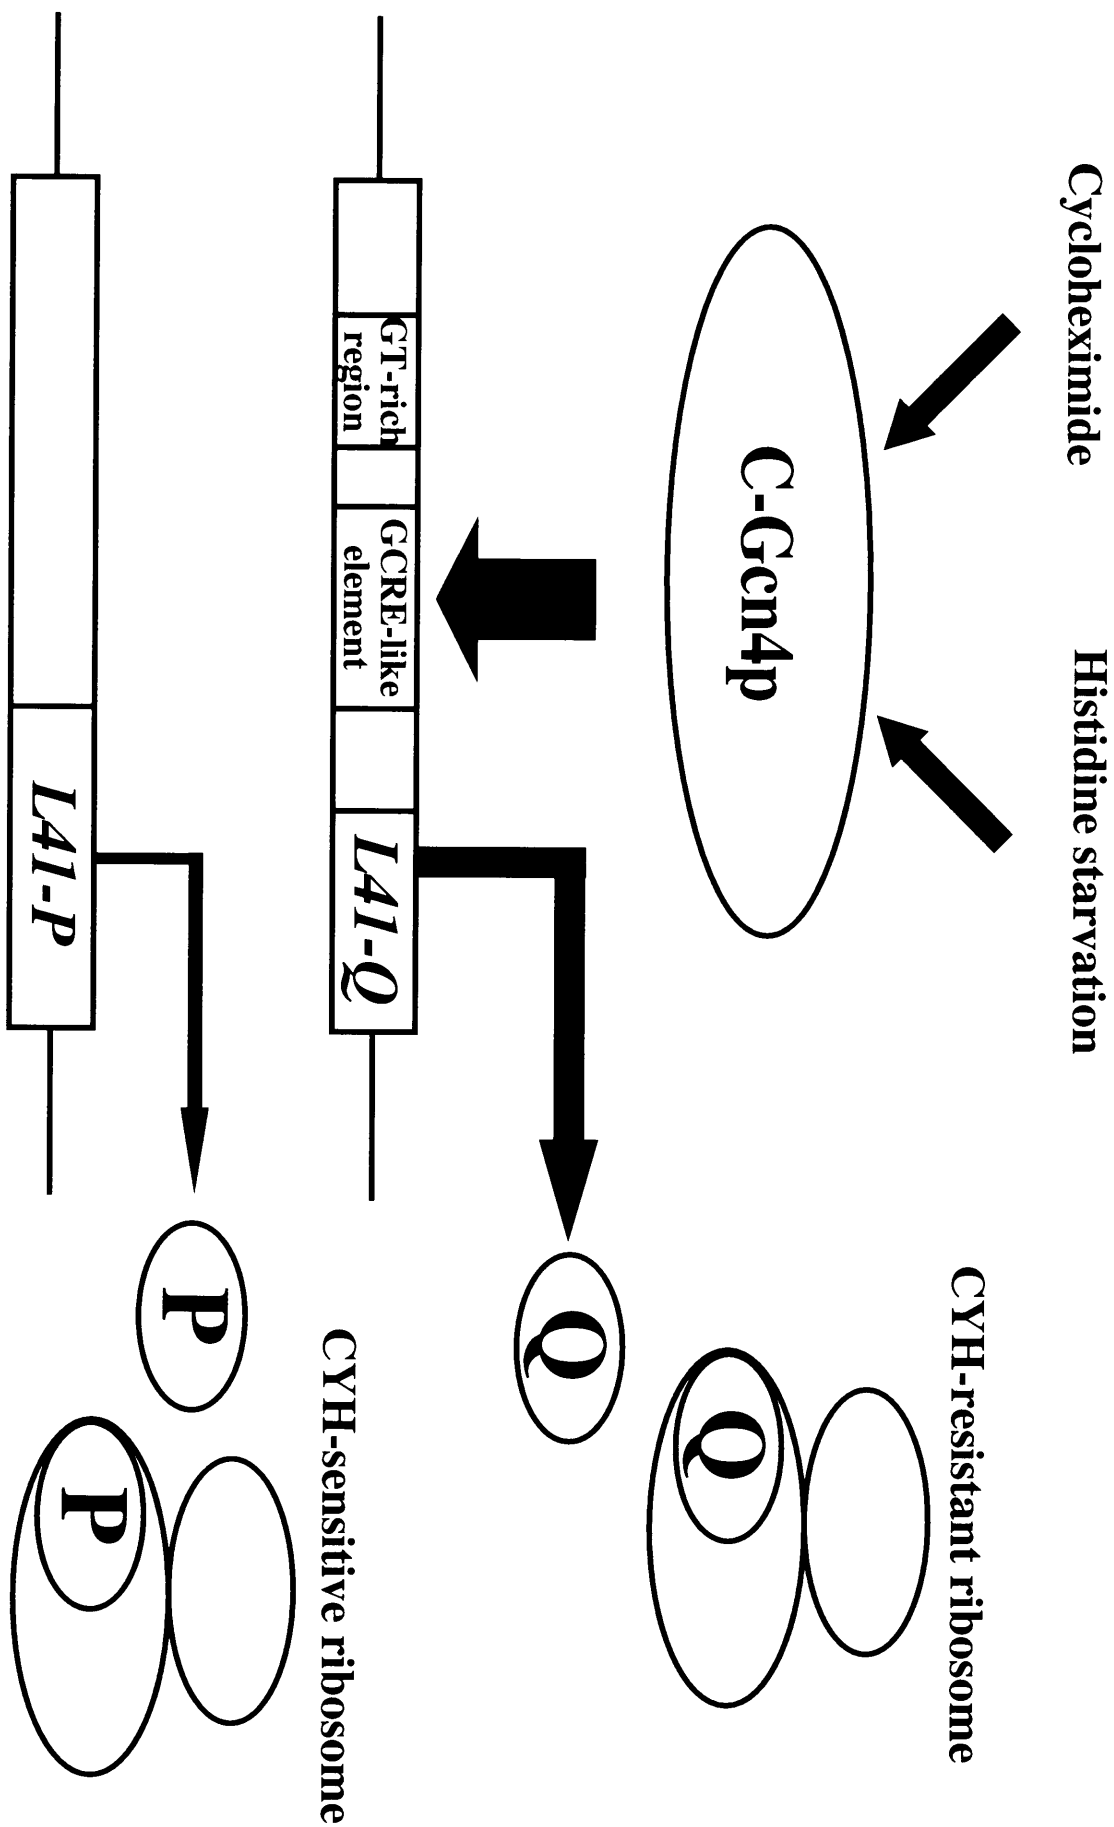 Cycloheximide
Histidine starvation
C-Gcn4p
CYH-resistant ribosome
Q
Q
GT-rich
region
GCRE-like
element
L41-Q
CYH-sensitive ribosome
P
P
L41-P